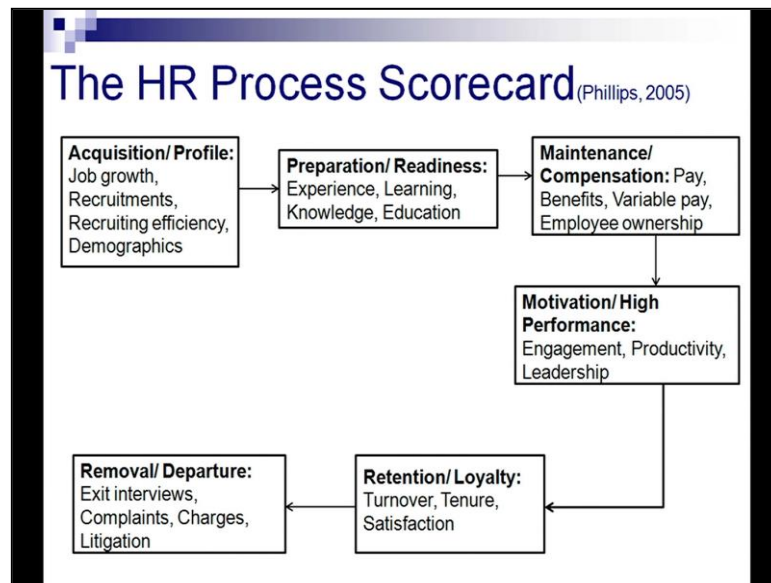 The HR Process Scorecard(Phillips, 2005)
Acquisition/ Profile:
Job growth,
Recruitments,
Recruiting efficiency,
Demographics
Preparation/ Readiness:
Experience, Learning,
Knowledge, Education
Maintenance/
Compensation: Pay,
Benefits, Variable pay,
Employee ownership
Motivation/ High
Performance:
Engagement, Productivity,
Leadership
Retention/ Loyalty:
Turnover, Tenure,
Satisfaction
Removal/ Departure:
Exit interviews,
Complaints, Charges,
Litigation